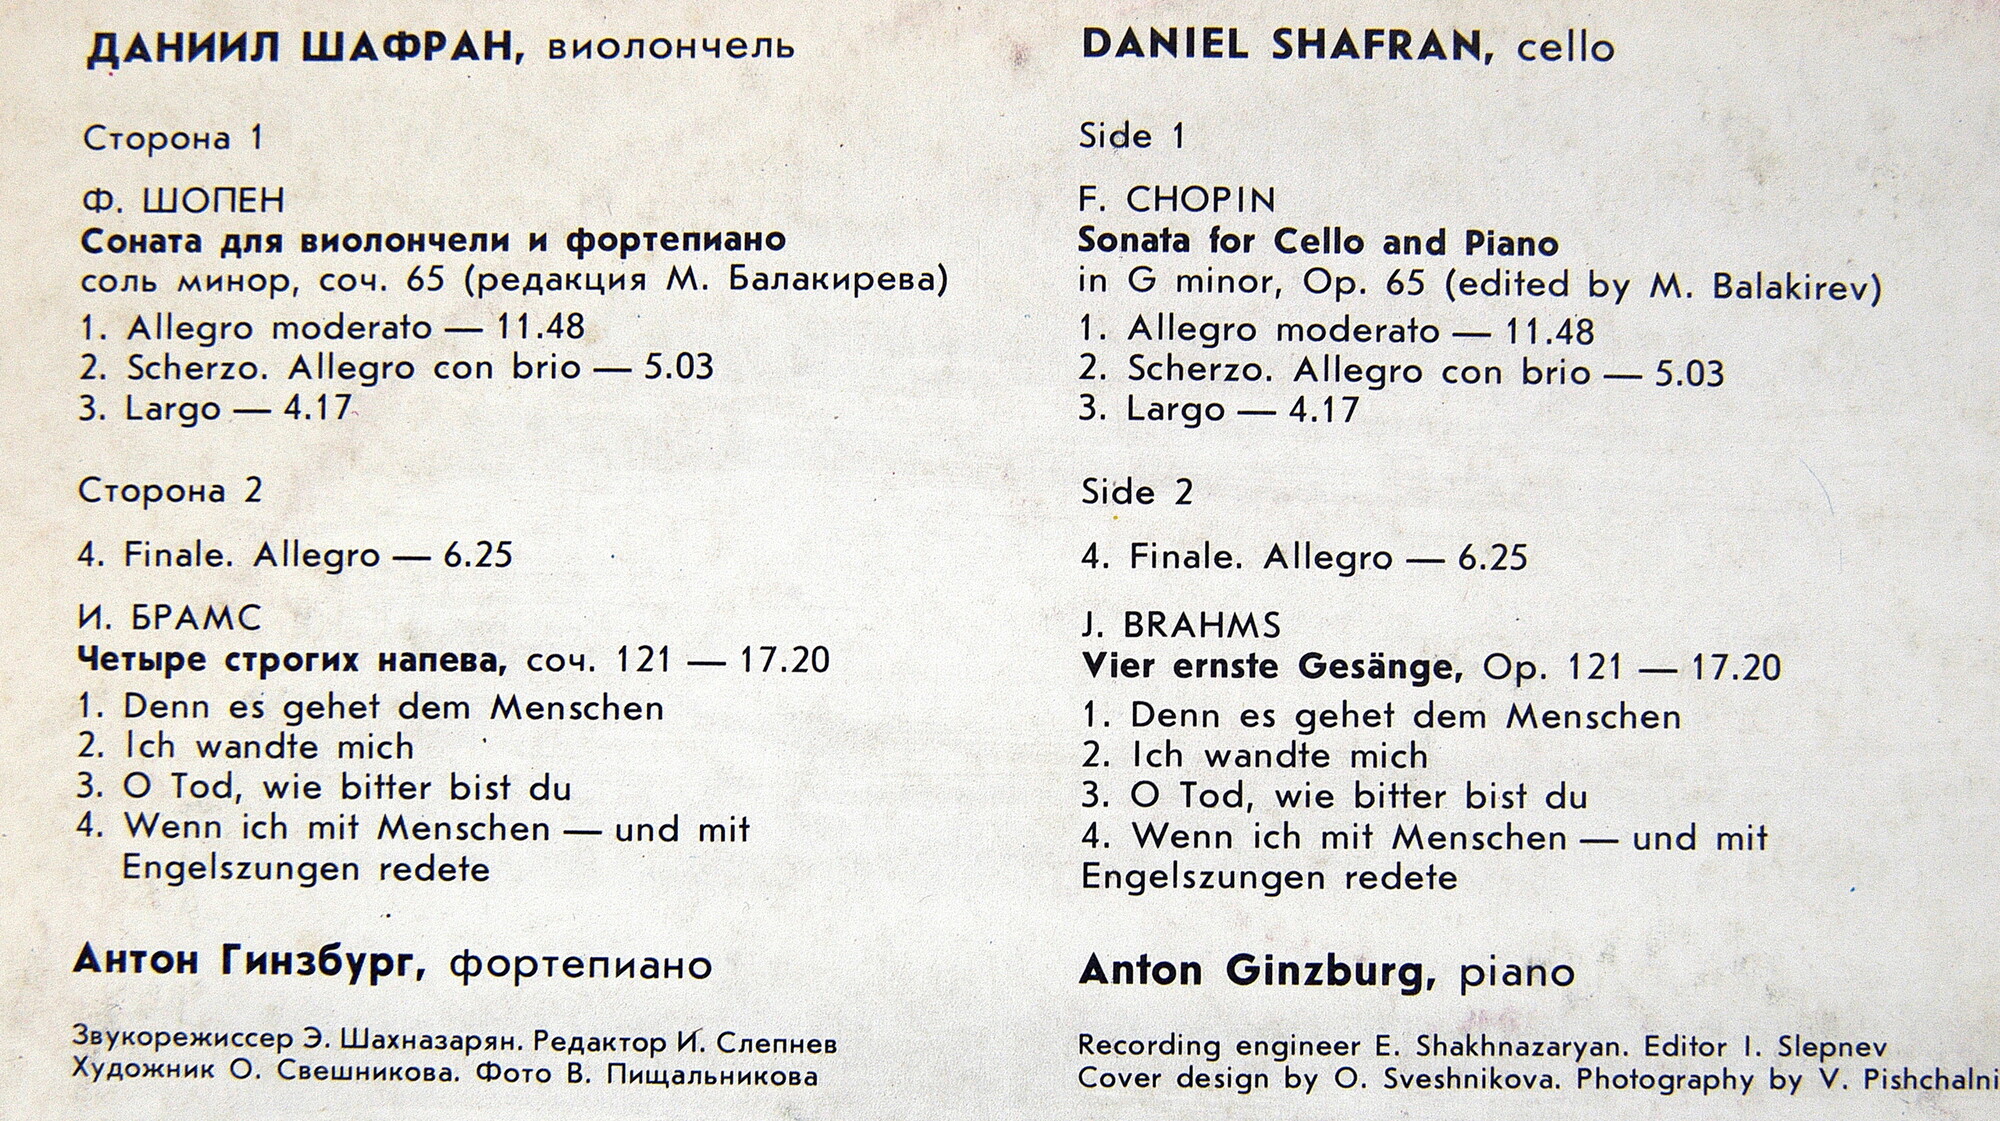 ДАНИИЛ ШАФРАН, виолончель
Сторона 1
Ф. ШОПЕН
Соната для виолончели и фортепиано
соль минор, соч. 65 (редакция М. Балакирева)
1. Allegro moderato — 11.48
2. Scherzo. Allegro con brio — 5.03
3. Largo — 4.17
Сторона 2
4. Finale. Allegro — 6.25
И. БРАМС
Четыре строгих напева, соч. 121 — 17.20
1. Denn es gehet dem Menschen
2. Ich wandte mich
3. O Tod, wie bitter bist du
4. Wenn ich mit Menschen — und mit
Engelszungen redete
Антон Гинзбург, фортепиано
Звукорежиссер Э. Шахназарян. Редактор И. Слепнев
Художник О. Свешникова. Фото В. Пищальникова
DANIEL SHAFRAN, cello
Side 1
F. CHOPIN
Sonata for Cello and Piano
in G minor, Op. 65 (edited by M. Balakirev)
1. Allegro moderato — 11.48
2. Scherzo. Allegro con brio — 5.03
3. Largo — 4.17
Side 2
4. Finale. Allegro — 6.25
J. BRAHMS
Vier ernste Gesänge, Op. 121 — 17.20
1. Denn es gehet dem Menschen
2. Ich wandte mich
3. O Tod, wie bitter bist du
4. Wenn ich mit Menschen — und mit
Engelszungen redete
Anton Ginzburg, piano
Recording engineer E. Shakhnazaryan. Editor I. Slepnev
Cover design by O. Sveshnikova. Photography by V. Pishchalni